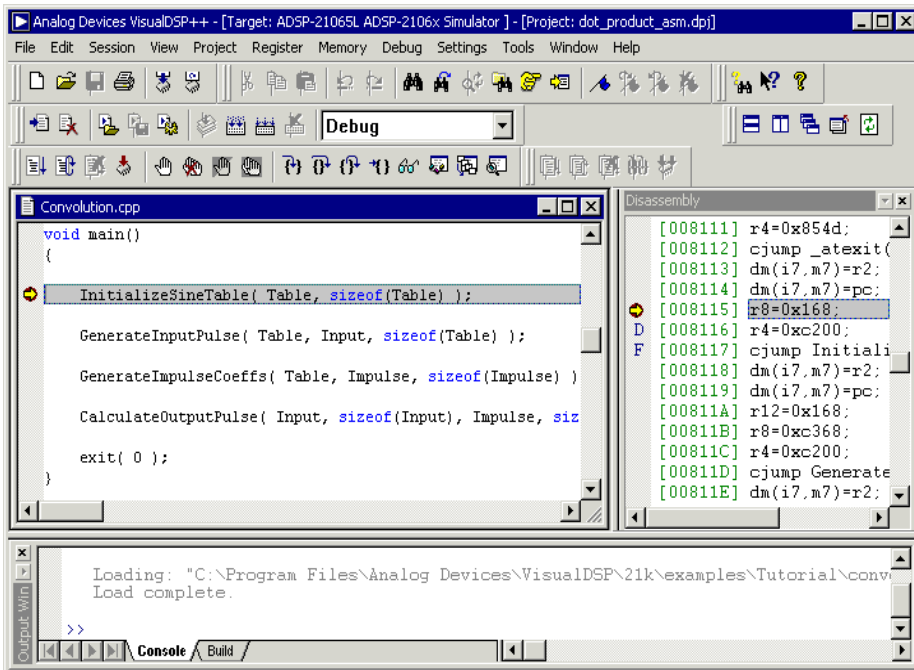 Analog Devices VisualDSP++ - [Target: ADSP-21065L ADSP-2106x Simulator ] - [Project: dot_product_asm.dpj]
File Edit Session View Project Register Memory Debug Settings Tools Window Help
Debug
Convolution.cpp
void main()
{
InitializeSineTable( Table, sizeof(Table) );
GenerateInputPulse( Table, Input, sizeof(Table) );
GenerateImpulseCoeffs( Table, Impulse, sizeof(Impulse) )
CalculateOutputPulse( Input, sizeof(Input), Impulse, siz
exit( 0 );
}
Disassembly
[008111] r4=0x854d;
[008112] cjump _atexit(
[008113] dm(i7,m7)=r2;
[008114] dm(i7,m7)=pc;
[008115] r8=0x168;
D [008116] r4=0xc200;
F [008117] cjump Initiali
[008118] dm(i7,m7)=r2;
[008119] dm(i7,m7)=pc;
[00811A] r12=0x168;
[00811B] r8=0xc368;
[00811C] r4=0xc200;
[00811D] cjump Generate
[00811E] dm(i7,m7)=r2;
Output Win
Loading: "C:\Program Files\Analog Devices\VisualDSP\21k\examples\Tutorial\conv
Load complete.
>>
Console Build